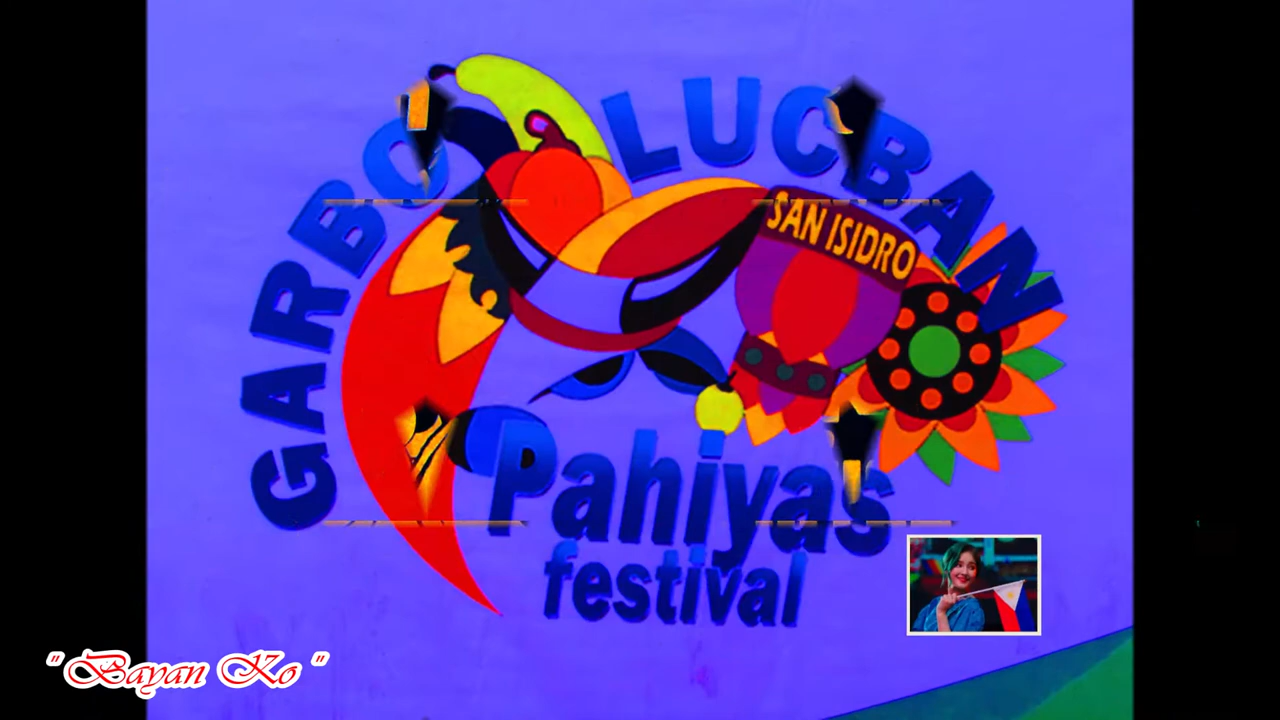 GARBO LUCBAN
SAN ISIDRO
Pahiyas
festival
" Bayan Ko "